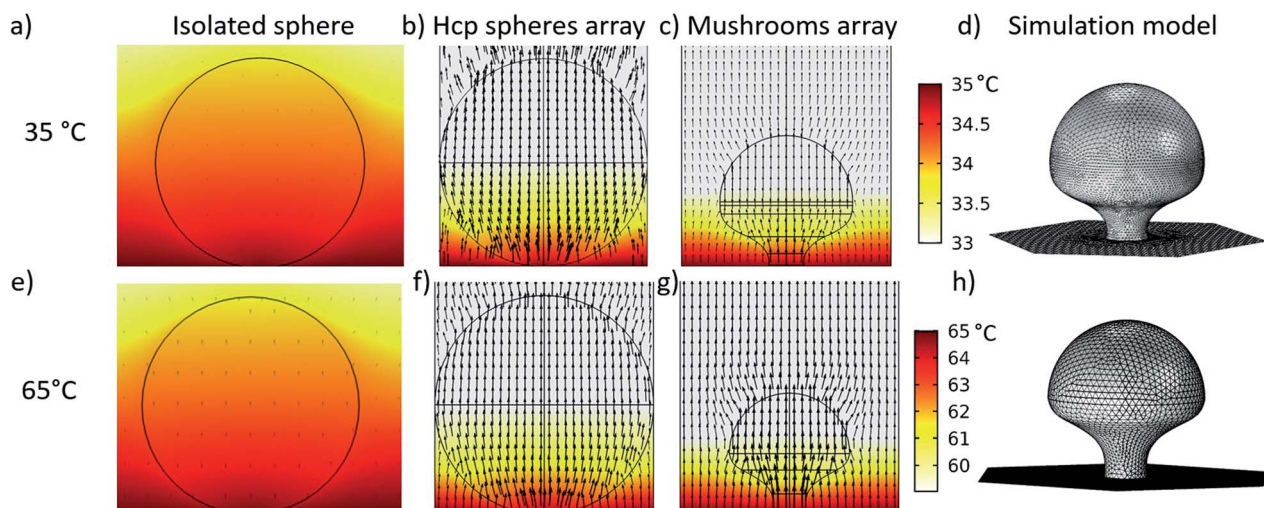 a) Isolated sphere b) Hcp spheres array c) Mushrooms array d) Simulation model
35 °C
35 °C
34.5
34
33.5
33
e) f) g) h)
65°C
65 °C
64
63
62
61
60